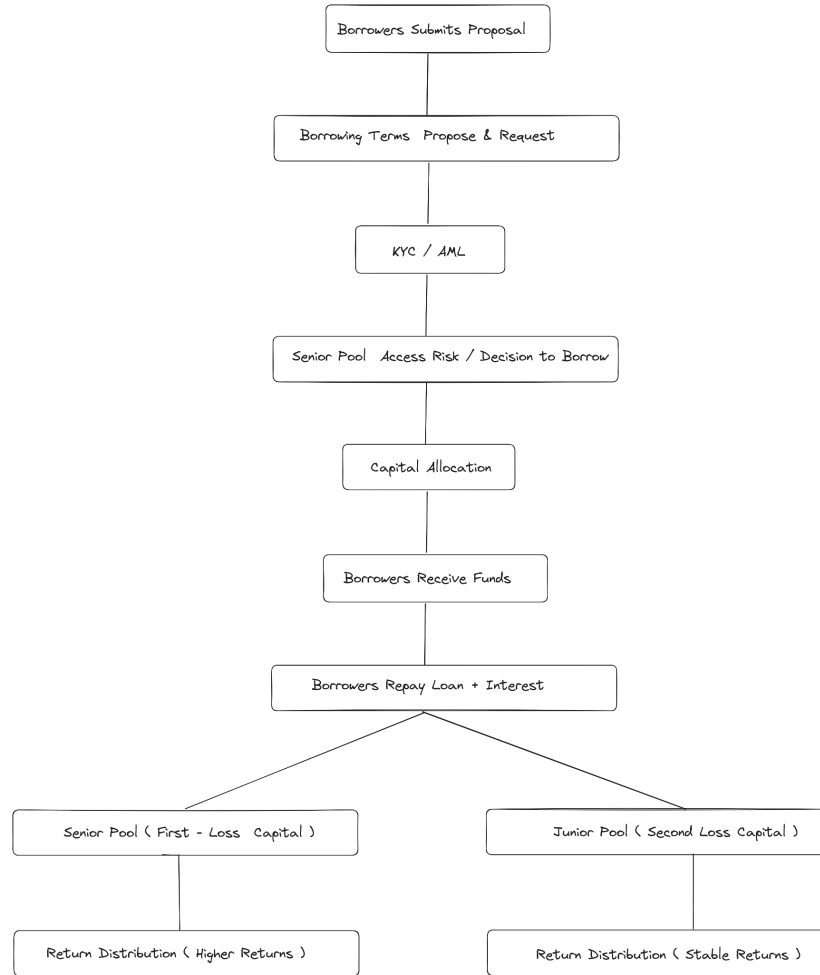 Borrowers Submits Proposal
Borrowing Terms Propose & Request
KYC / AML
Senior Pool Access Risk / Decision to Borrow
Capital Allocation
Borrowers Receive Funds
Borrowers Repay Loan + Interest
Senior Pool ( First - Loss Capital )
Junior Pool ( Second Loss Capital )
Return Distribution ( Higher Returns )
Return Distribution ( Stable Returns )